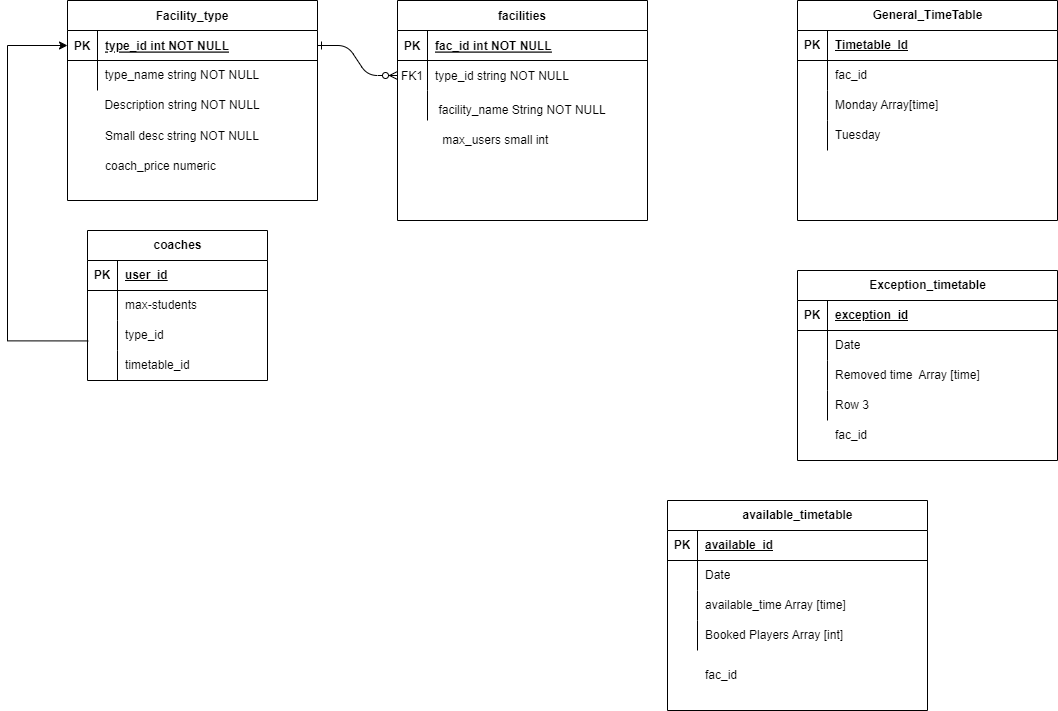 Facility_type
PK type_id int NOT NULL
type_name string NOT NULL
Description string NOT NULL
Small desc string NOT NULL
coach_price numeric
facilities
PK fac_id int NOT NULL
FK1 type_id string NOT NULL
facility_name String NOT NULL
max_users small int
General_TimeTable
PK Timetable_Id
fac_id
Monday Array[time]
Tuesday
coaches
PK user_id
max-students
type_id
timetable_id
Exception_timetable
PK exception_id
Date
Removed time Array [time]
Row 3
fac_id
available_timetable
PK available_id
Date
available_time Array [time]
Booked Players Array [int]
fac_id